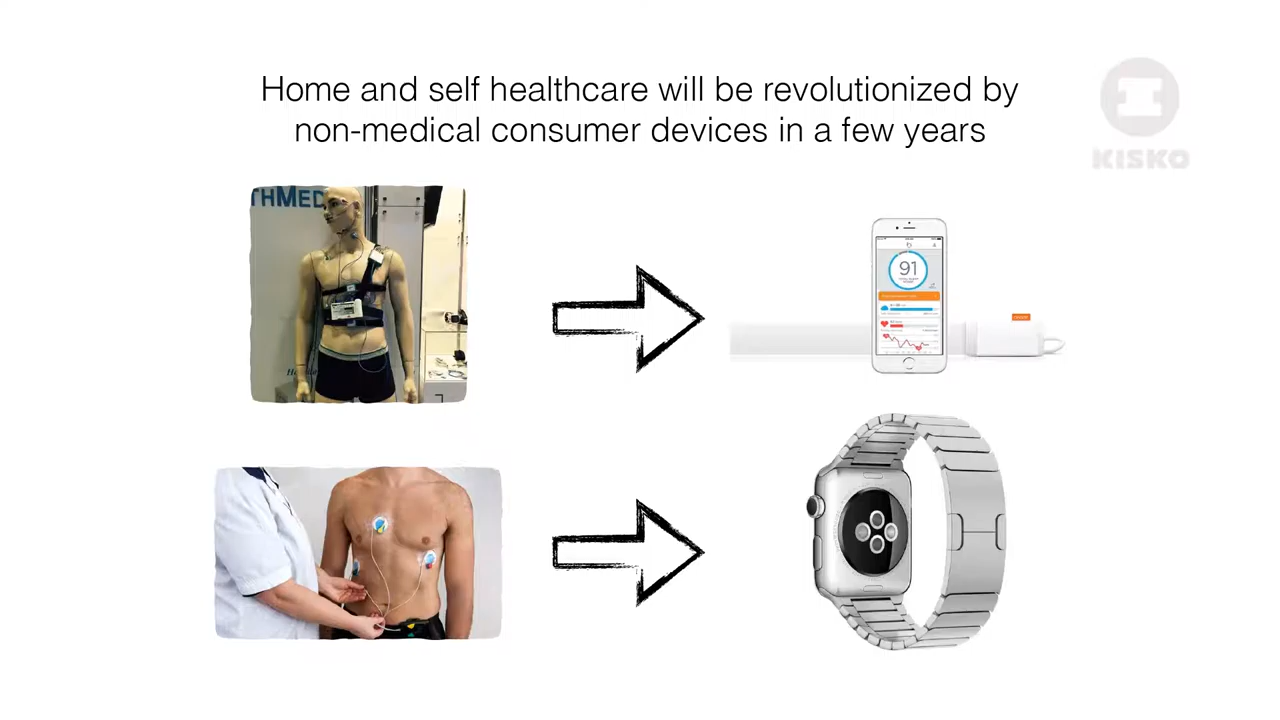 Home and self healthcare will be revolutionized by
non-medical consumer devices in a few years
KISKO
THMED
91